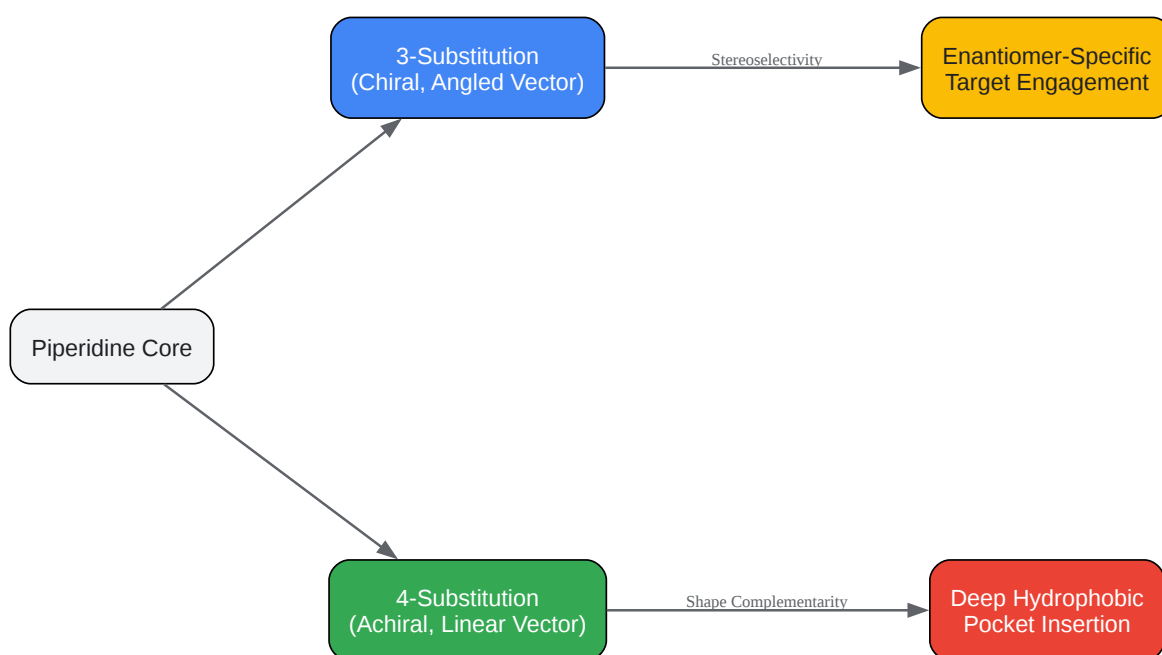 3-Substitution
(Chiral, Angled Vector)
Stereoselectivity
Enantiomer-Specific
Target Engagement
Piperidine Core
4-Substitution
(Achiral, Linear Vector)
Shape Complementarity
Deep Hydrophobic
Pocket Insertion